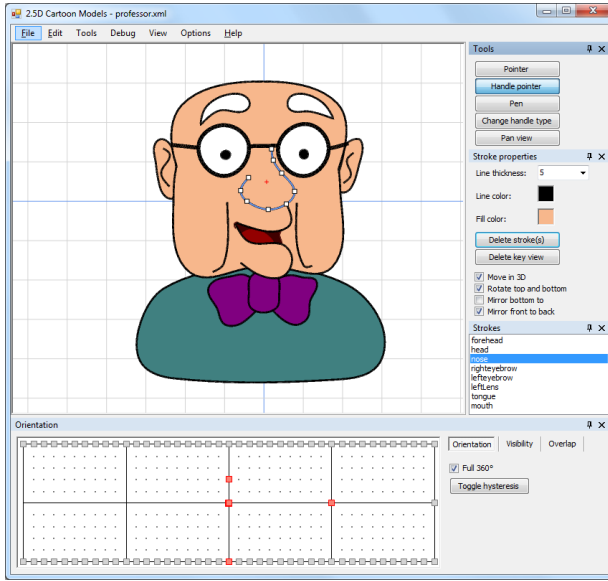 2.5D Cartoon Models - professor.xml
File Edit Tools Debug View Options Help
Tools
Pointer
Handle pointer
Pen
Change handle type
Pan view
Stroke properties
Line thickness: 5
Line color:
Fill color:
Delete stroke(s)
Delete key view
Move in 3D
Rotate top and bottom
Mirror bottom to
Mirror front to back
Strokes
forehead
head
nose
righteyebrow
lefteyebrow
leftLens
tongue
mouth
Orientation
Orientation Visibility Overlap
Full 360°
Toggle hysteresis